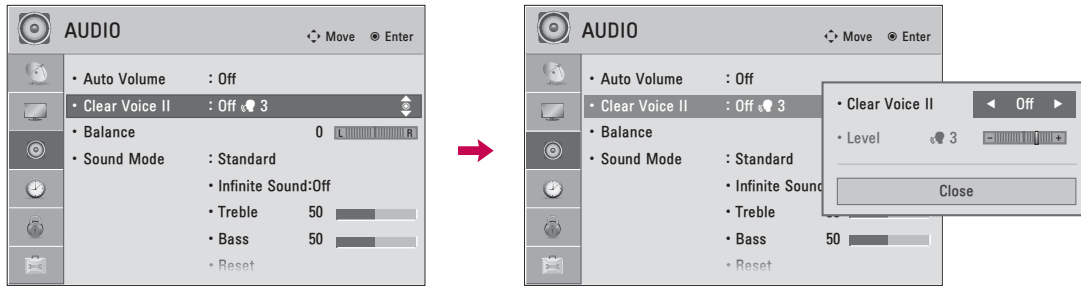 AUDIO
Move Enter
• Auto Volume : Off
• Clear Voice II : Off 3
• Balance 0 L R
• Sound Mode : Standard
• Infinite Sound:Off
• Treble 50
• Bass 50
• Reset
AUDIO
Move Enter
• Auto Volume : Off
• Clear Voice II : Off 3
• Balance
• Sound Mode : Standard
• Infinite Sound
• Treble
• Bass 50
• Reset
• Clear Voice II ◄ Off ►
• Level 3 - +
Close